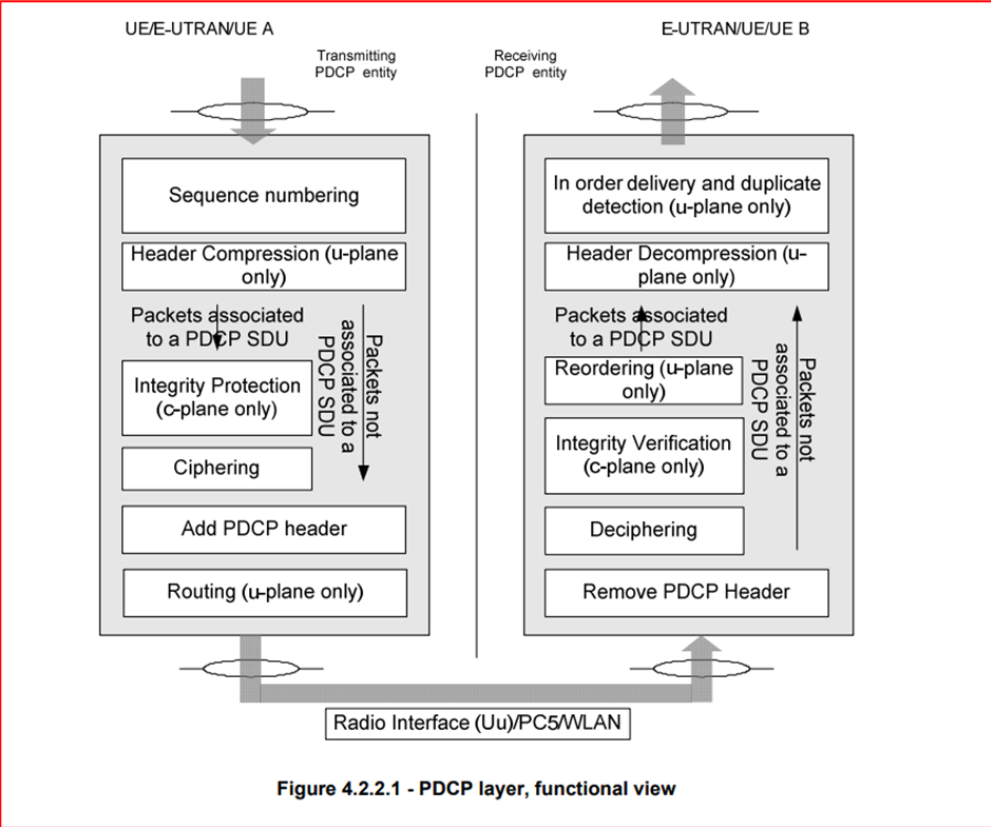 UE/E-UTRAN/UE A
E-UTRAN/UE/UE B
Transmitting
PDCP entity
Receiving
PDCP entity
Sequence numbering
Header Compression (u-plane
only)
Packets associated
to a PDCP SDU
Packets not
associated to a
PDCP SDU
Integrity Protection
(c-plane only)
Ciphering
Add PDCP header
Routing (u-plane only)
In order delivery and duplicate
detection (u-plane only)
Header Decompression (u-
plane only)
Packets associated
to a PDCP SDU
Packets not
associated to a
PDCP SDU
Reordering (u-plane
only)
Integrity Verification
(c-plane only)
Deciphering
Remove PDCP Header
Radio Interface (Uu)/PC5/WLAN
Figure 4.2.2.1 - PDCP layer, functional view